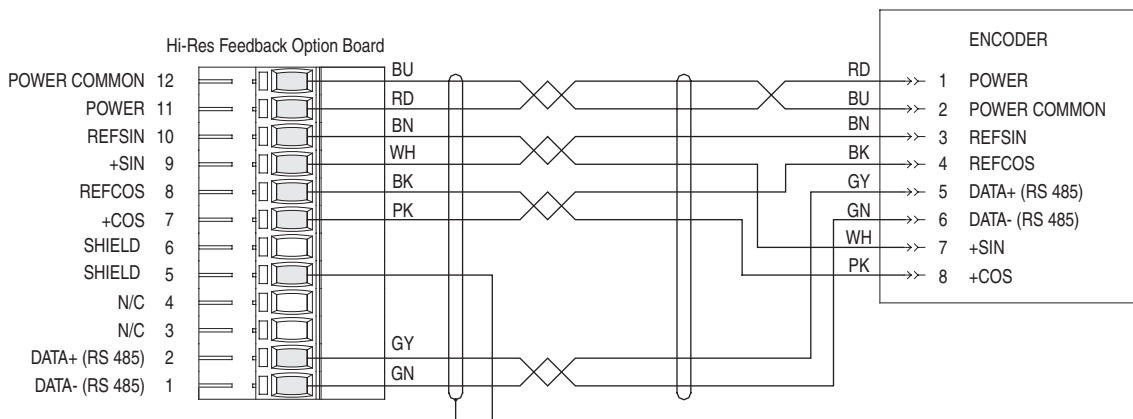 Hi-Res Feedback Option Board
ENCODER
POWER COMMON 12 BU RD 1 POWER
POWER 11 RD BU 2 POWER COMMON
REFSIN 10 BN BN 3 REFSIN
+SIN 9 WH BK 4 REFCOS
REFCOS 8 BK GY 5 DATA+ (RS 485)
+COS 7 PK GN 6 DATA- (RS 485)
SHIELD 6 WH 7 +SIN
SHIELD 5 PK 8 +COS
N/C 4
N/C 3
DATA+ (RS 485) 2 GY
DATA- (RS 485) 1 GN